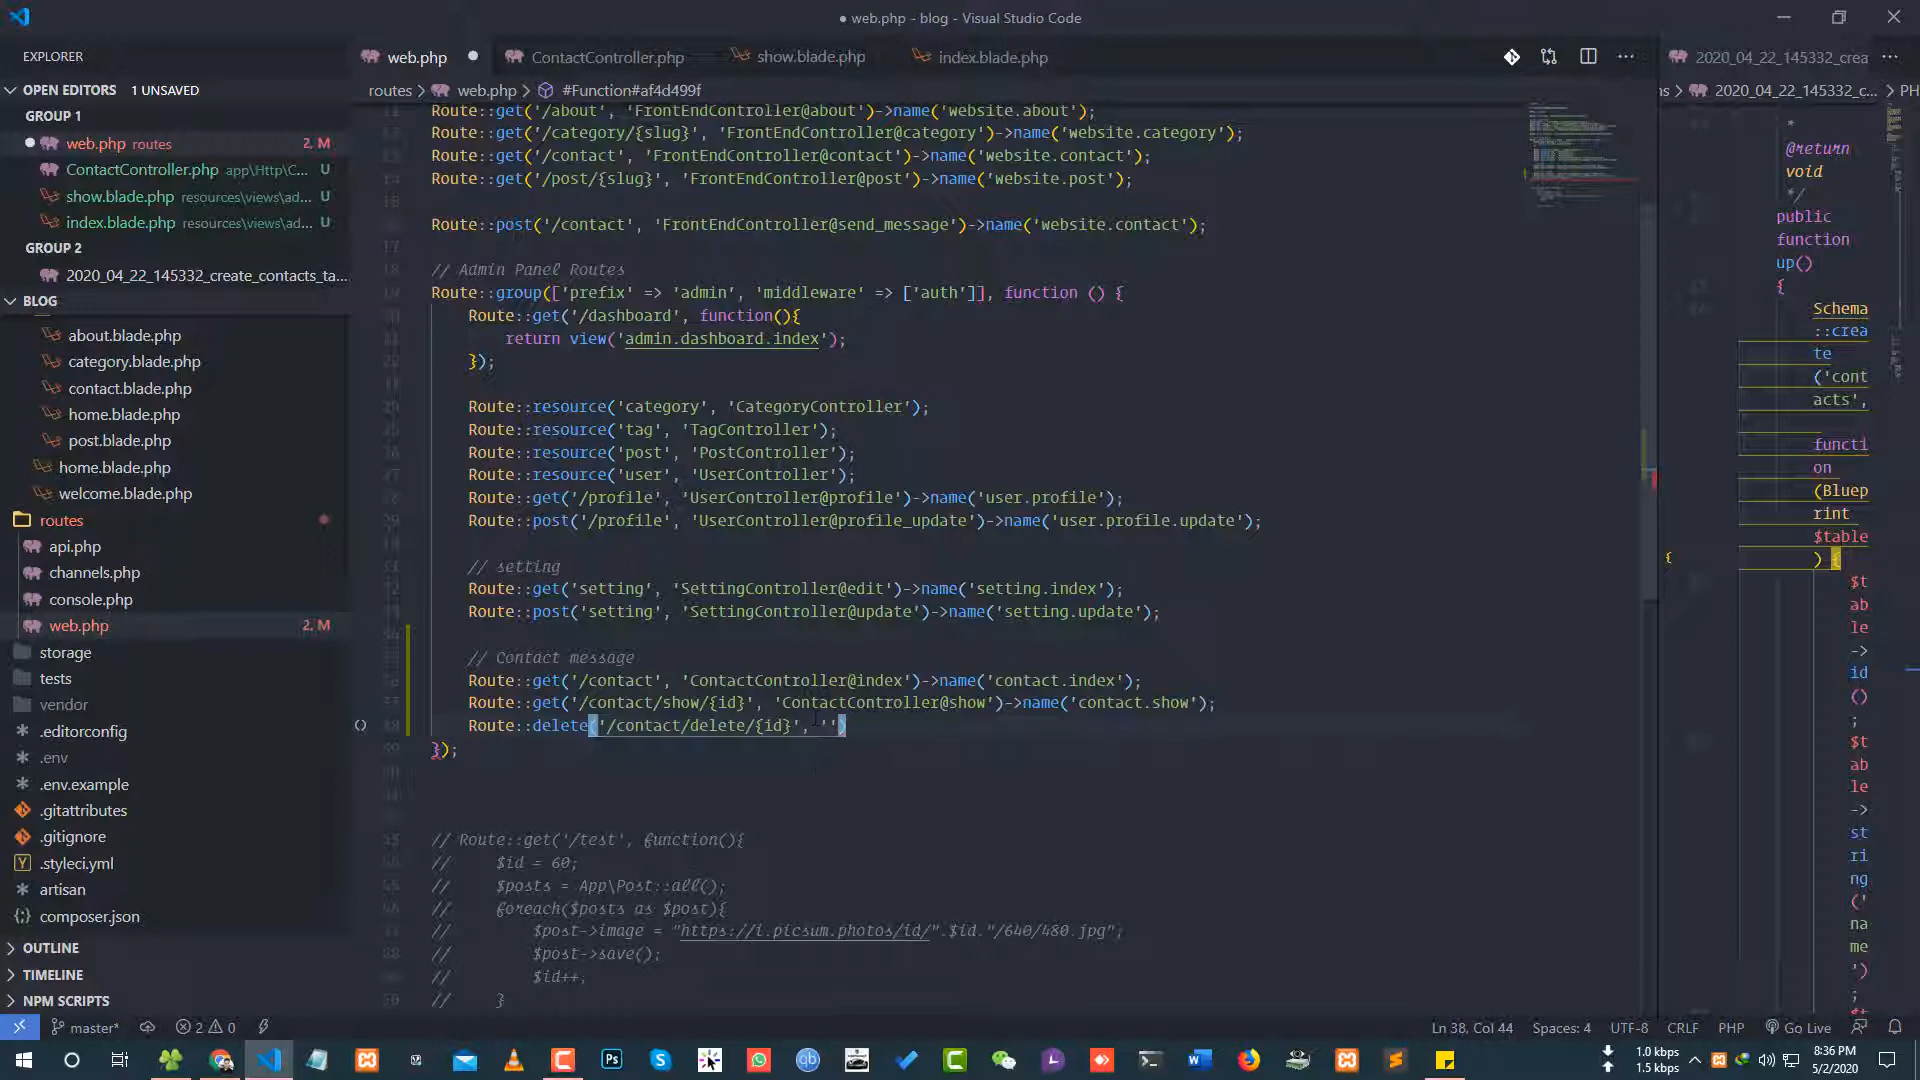 ● web.php - blog - Visual Studio Code
EXPLORER
OPEN EDITORS 1 UNSAVED
GROUP 1
web.php routes 2, M
ContactController.php app\Http\C... U
show.blade.php resources\views\ad... U
index.blade.php resources\views\ad... U
GROUP 2
2020_04_22_145332_create_contacts_ta...
BLOG
about.blade.php
category.blade.php
contact.blade.php
home.blade.php
post.blade.php
home.blade.php
welcome.blade.php
routes
api.php
channels.php
console.php
web.php 2, M
storage
tests
vendor
.editorconfig
.env
.env.example
.gitattributes
.gitignore
.styleci.yml
artisan
composer.json
OUTLINE
TIMELINE
NPM SCRIPTS
web.php ContactController.php show.blade.php index.blade.php
routes > web.php > #Function#af4d499f
Route::get('/about', 'FrontEndController@about')->name('website.about');
Route::get('/category/{slug}', 'FrontEndController@category')->name('website.category');
Route::get('/contact', 'FrontEndController@contact')->name('website.contact');
Route::get('/post/{slug}', 'FrontEndController@post')->name('website.post');
Route::post('/contact', 'FrontEndController@send_message')->name('website.contact');
// Admin Panel Routes
Route::group(['prefix' => 'admin', 'middleware' => ['auth']], function () {
Route::get('/dashboard', function(){
return view('admin.dashboard.index');
});
Route::resource('category', 'CategoryController');
Route::resource('tag', 'TagController');
Route::resource('post', 'PostController');
Route::resource('user', 'UserController');
Route::get('/profile', 'UserController@profile')->name('user.profile');
Route::post('/profile', 'UserController@profile_update')->name('user.profile.update');
// setting
Route::get('setting', 'SettingController@edit')->name('setting.index');
Route::post('setting', 'SettingController@update')->name('setting.update');
// Contact message
Route::get('/contact', 'ContactController@index')->name('contact.index');
Route::get('/contact/show/{id}', 'ContactController@show')->name('contact.show');
Route::delete('/contact/delete/{id}', '')
});
// Route::get('/test', function(){
// $id = 60;
// $posts = App\Post::all();
// foreach($posts as $post){
// $post->image = "https://i.picsum.photos/id/".$id."/640/480.jpg";
// $post->save();
// $id++;
// }
2020_04_22_145332_crea
2020_04_22_145332_c... > PH
*
@return
void
*/
public
function
up()
{
Schema
::crea
te
('cont
acts',
functi
on
(Bluep
rint
$table
) {
$t
ab
le
->
id
()
;
$t
ab
le
->
st
ri
ng
('
na
me
')
;
master* 2 0
Ln 38, Col 44 Spaces: 4 UTF-8 CRLF PHP Go Live
1.0 kbps
1.5 kbps
8:36 PM
5/2/2020